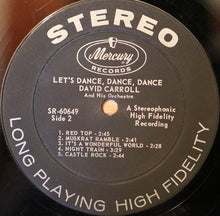 STEREO
Mercury
RECORDS
LET'S DANCE, DANCE, DANCE
DAVID CARROLL
And His Orchestra
SR-60649
Side 2
A Stereophonic
High Fidelity
Recording
1. RED TOP - 2:45
2. MUSKRAT RAMBLE - 2:41
3. IT'S A WONDERFUL WORLD - 2:28
4. NIGHT TRAIN - 2:29
5. CASTLE ROCK - 2:44
LONG PLAYING HIGH FIDELITY